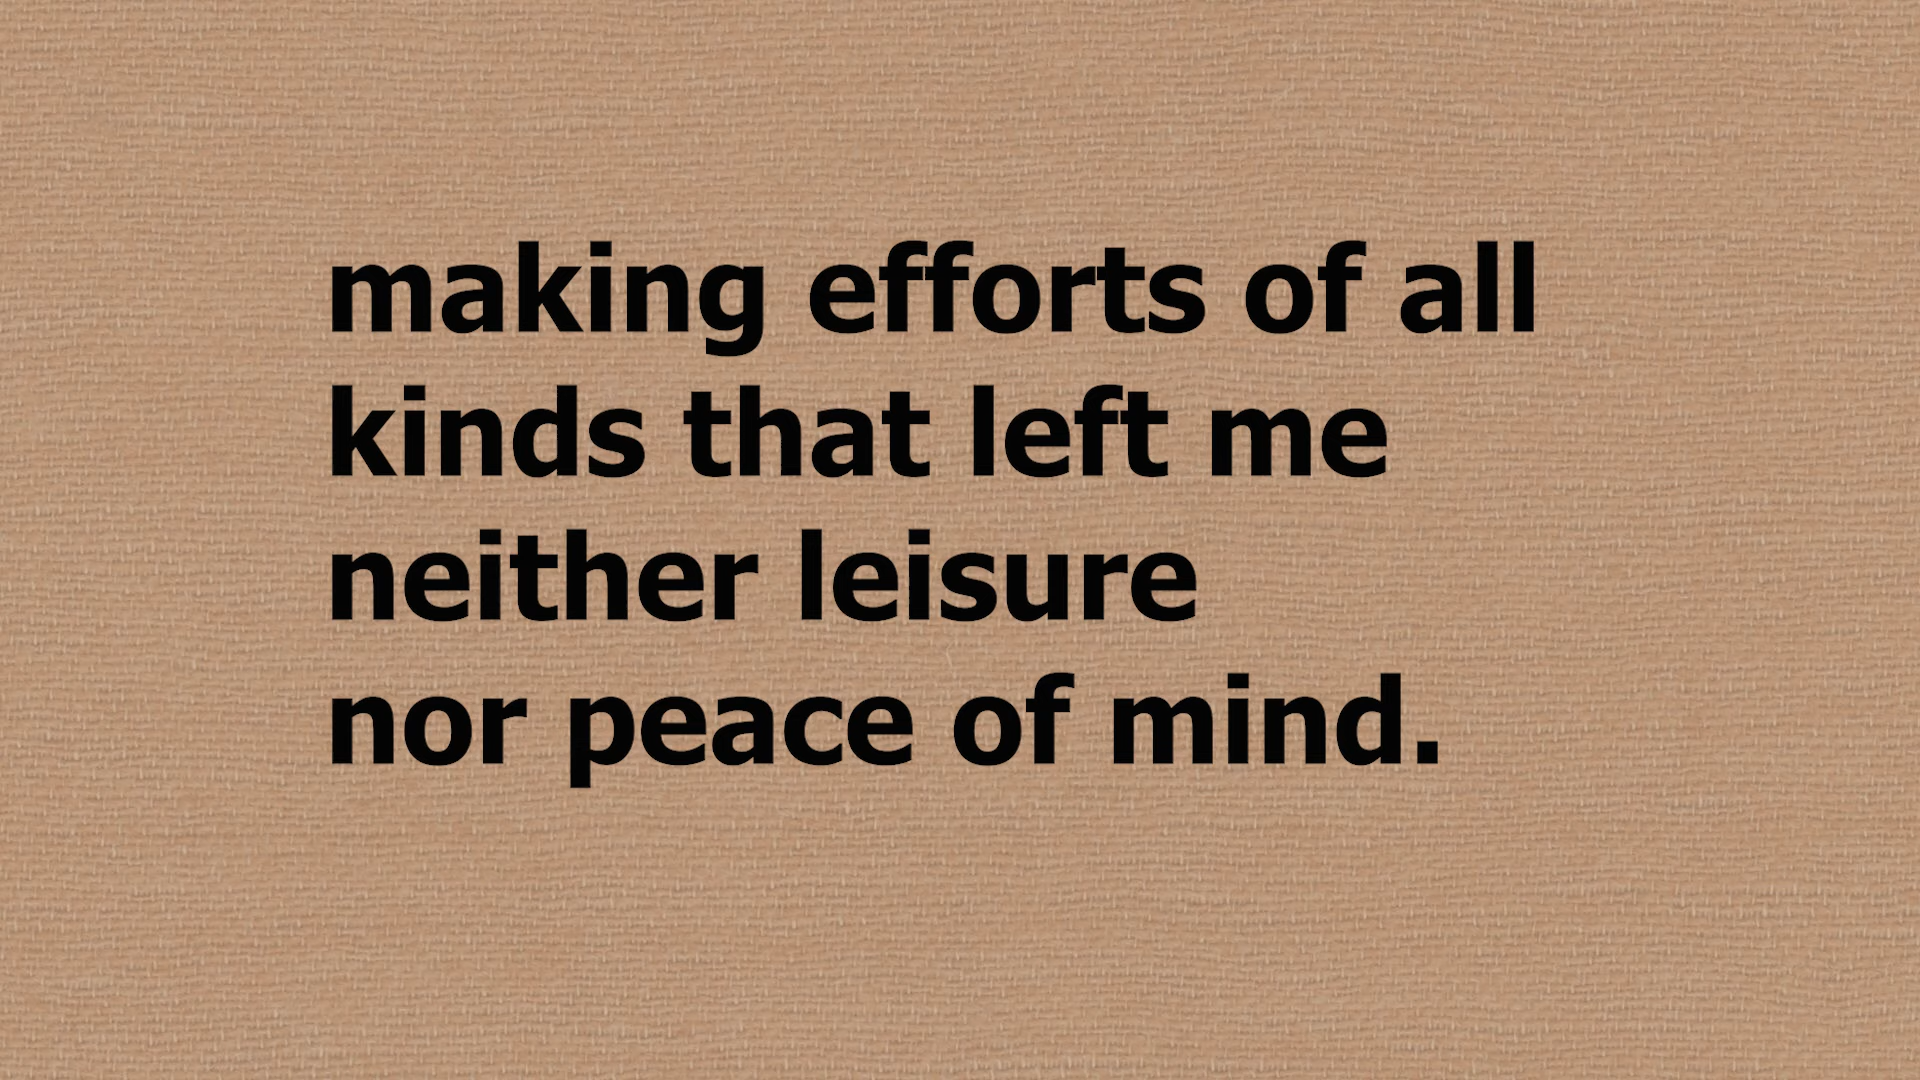 making efforts of all
kinds that left me
neither leisure
nor peace of mind.